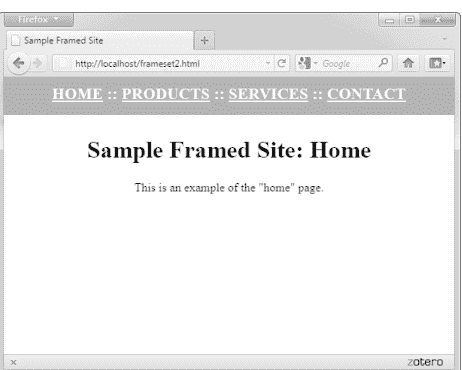 Firefox
Sample Framed Site
http://localhost/frameset2.html
Google
HOME :: PRODUCTS :: SERVICES :: CONTACT
Sample Framed Site: Home
This is an example of the "home" page.
× zotero